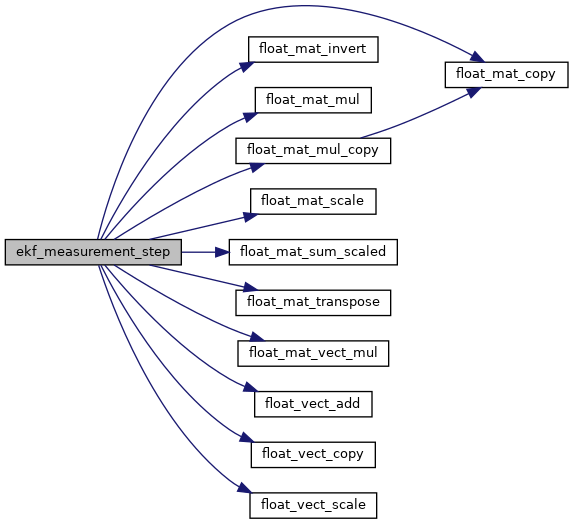 float_mat_invert
float_mat_copy
float_mat_mul
float_mat_mul_copy
float_mat_scale
ekf_measurement_step
float_mat_sum_scaled
float_mat_transpose
float_mat_vect_mul
float_vect_add
float_vect_copy
float_vect_scale